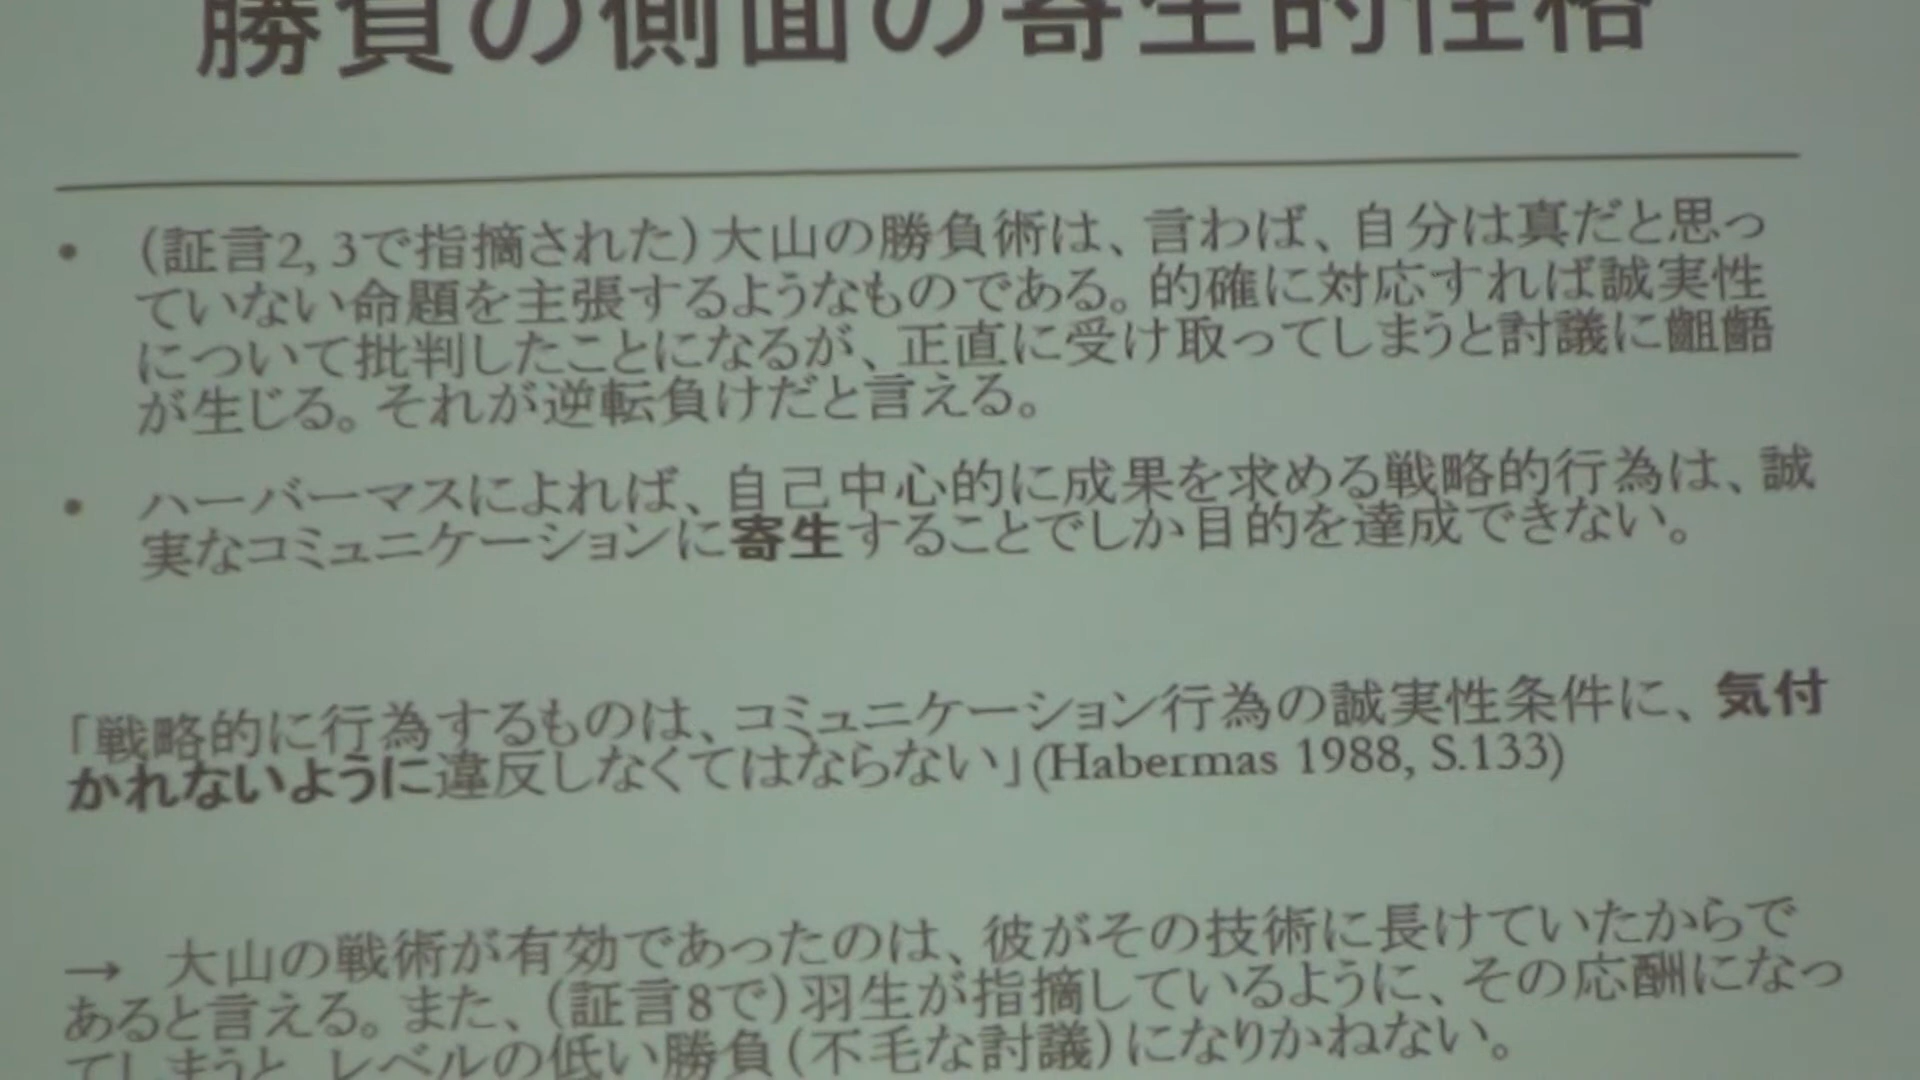 勝負の側面の寄生的性格
• （証言2, 3で指摘された）大山の勝負術は、言わば、自分は真だと思っ
ていない命題を主張するようなものである。的確に対応すれば誠実性
について批判したことになるが、正直に受け取ってしまうと討議に齟齬
が生じる。それが逆転負けだと言える。
• ハーバーマスによれば、自己中心的に成果を求める戦略的行為は、誠
実なコミュニケーションに寄生することでしか目的を達成できない。
「戦略的に行為するものは、コミュニケーション行為の誠実性条件に、気付
かれないように違反しなくてはならない」(Habermas 1988, S.133)
→ 大山の戦術が有効であったのは、彼がその技術に長けていたからで
あると言える。また、（証言8で）羽生が指摘しているように、その応酬になっ
てしまうと、レベルの低い勝負（不毛な討議）になりかねない。